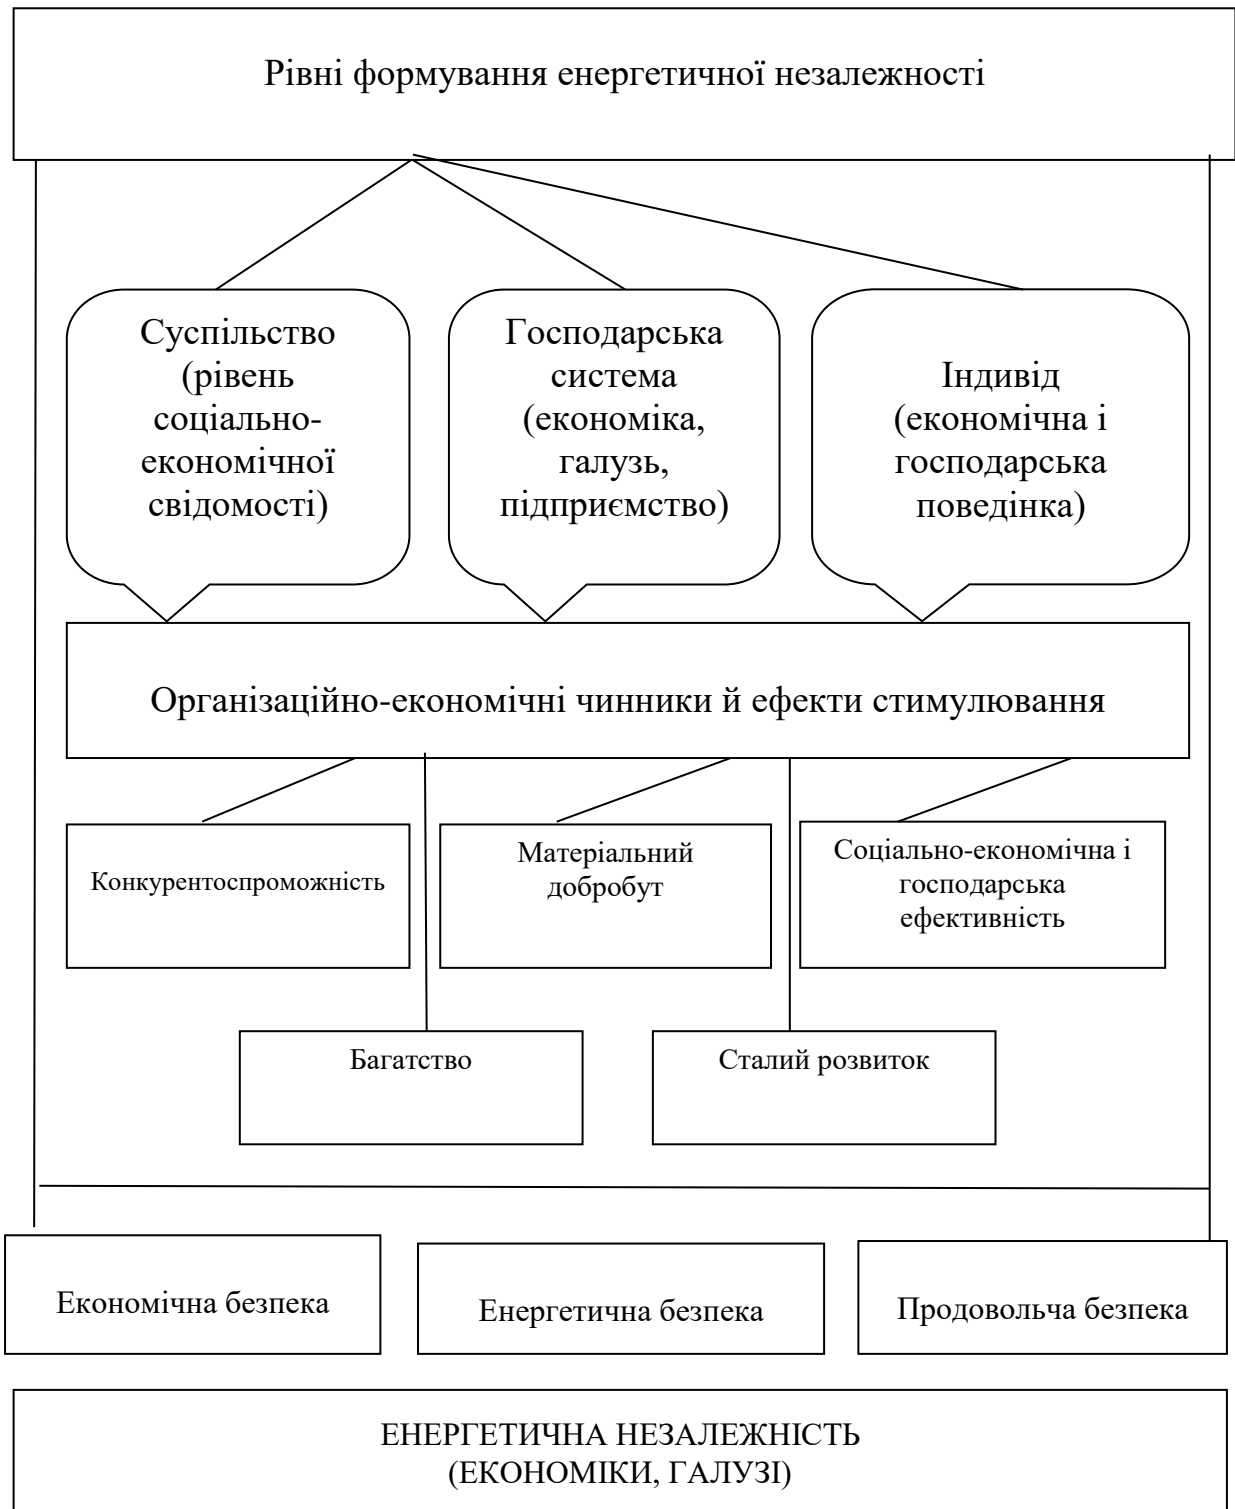 Рівні формування енергетичної незалежності
Суспільство
(рівень
соціально-
економічної
свідомості)
Господарська
система
(економіка,
галузь,
підприємство)
Індивід
(економічна і
господарська
поведінка)
Організаційно-економічні чинники й ефекти стимулювання
Конкурентоспроможність
Матеріальний
добробут
Соціально-економічна і
господарська
ефективність
Багатство
Сталий розвиток
Економічна безпека
Енергетична безпека
Продовольча безпека
ЕНЕРГЕТИЧНА НЕЗАЛЕЖНІСТЬ
(ЕКОНОМІКИ, ГАЛУЗІ)